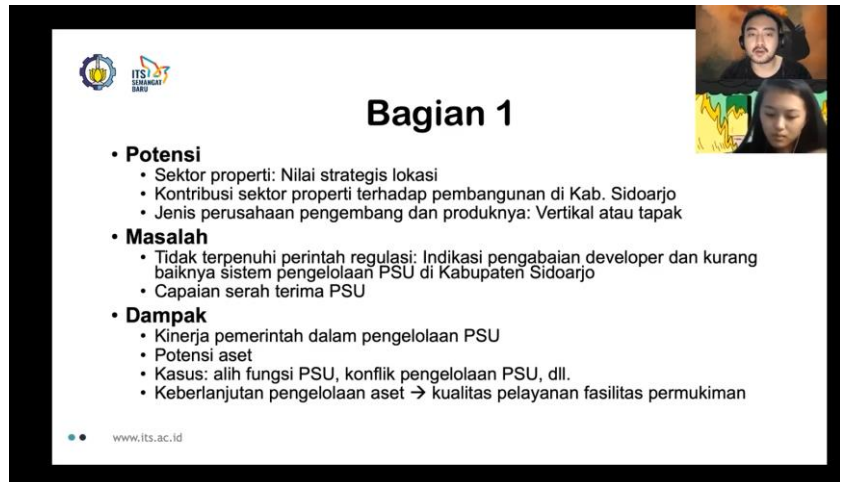 ITS
SEMANGAT
BARU
Bagian 1
• Potensi
• Sektor properti: Nilai strategis lokasi
• Kontribusi sektor properti terhadap pembangunan di Kab. Sidoarjo
• Jenis perusahaan pengembang dan produknya: Vertikal atau tapak
• Masalah
• Tidak terpenuhi perintah regulasi: Indikasi pengabaian developer dan kurang
baiknya sistem pengelolaan PSU di Kabupaten Sidoarjo
• Capaian serah terima PSU
• Dampak
• Kinerja pemerintah dalam pengelolaan PSU
• Potensi aset
• Kasus: alih fungsi PSU, konflik pengelolaan PSU, dll.
• Keberlanjutan pengelolaan aset → kualitas pelayanan fasilitas permukiman
www.its.ac.id